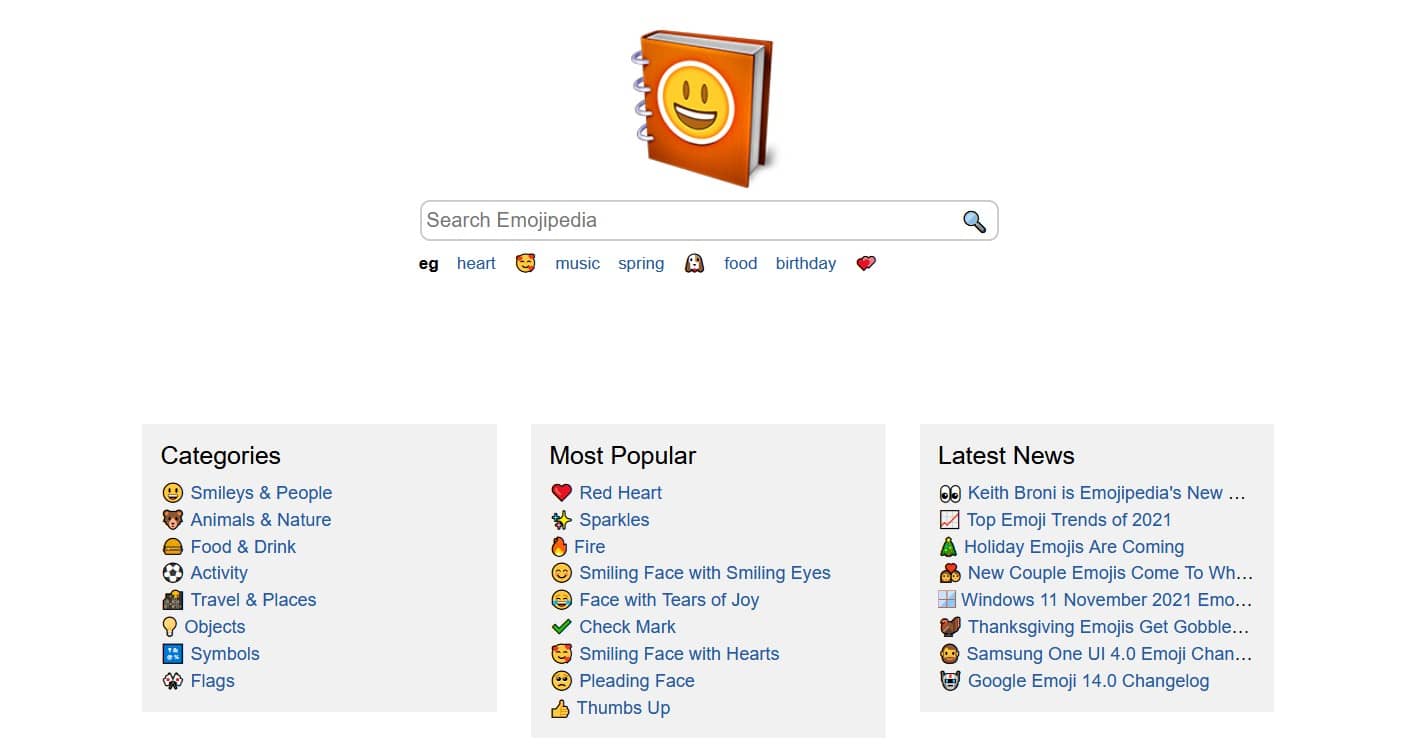 Search Emojipedia
eg heart music spring food birthday
Categories
Smileys & People
Animals & Nature
Food & Drink
Activity
Travel & Places
Objects
Symbols
Flags
Most Popular
Red Heart
Sparkles
Fire
Smiling Face with Smiling Eyes
Face with Tears of Joy
Check Mark
Smiling Face with Hearts
Pleading Face
Thumbs Up
Latest News
Keith Broni is Emojipedia's New ...
Top Emoji Trends of 2021
Holiday Emojis Are Coming
New Couple Emojis Come To Wh...
Windows 11 November 2021 Emo...
Thanksgiving Emojis Get Gobble...
Samsung One UI 4.0 Emoji Chan...
Google Emoji 14.0 Changelog